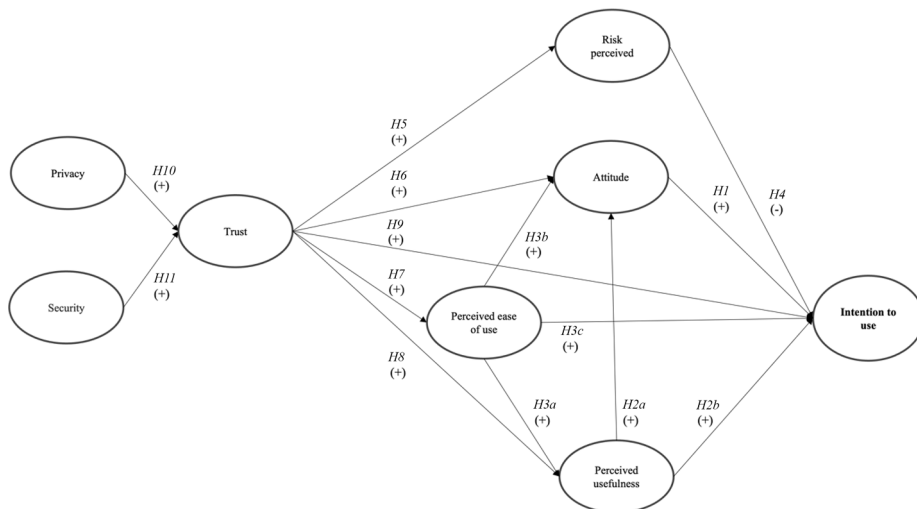 Risk
perceived
H5
(+)
Privacy
H10
(+)
H6
(+)
Attitude
H1
(+)
H4
(-)
Trust
H9
(+)
H3b
(+)
H7
(+)
Security
H11
(+)
Perceived ease
of use
H3c
(+)
Intention to
use
H8
(+)
H3a
(+)
H2a
(+)
H2b
(+)
Perceived
usefulness